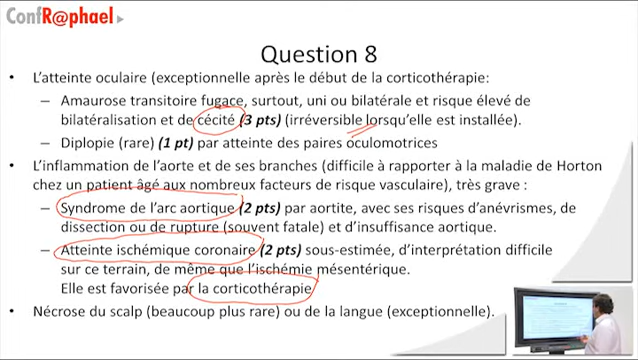 ConfR@phael
Question 8
• L'atteinte oculaire (exceptionnelle après le début de la corticothérapie:
– Amaurose transitoire fugace, surtout, uni ou bilatérale et risque élevé de
bilatéralisation et de cécité (3 pts) (irréversible lorsqu'elle est installée).
– Diplopie (rare) (1 pt) par atteinte des paires oculomotrices
• L'inflammation de l'aorte et de ses branches (difficile à rapporter à la maladie de Horton
chez un patient âgé aux nombreux facteurs de risque vasculaire), très grave :
– Syndrome de l'arc aortique (2 pts) par aortite, avec ses risques d'anévrismes, de
dissection ou de rupture (souvent fatale) et d'insuffisance aortique.
– Atteinte ischémique coronaire (2 pts) sous-estimée, d'interprétation difficile
sur ce terrain, de même que l'ischémie mésentérique.
Elle est favorisée par la corticothérapie
• Nécrose du scalp (beaucoup plus rare) ou de la langue (exceptionnelle).